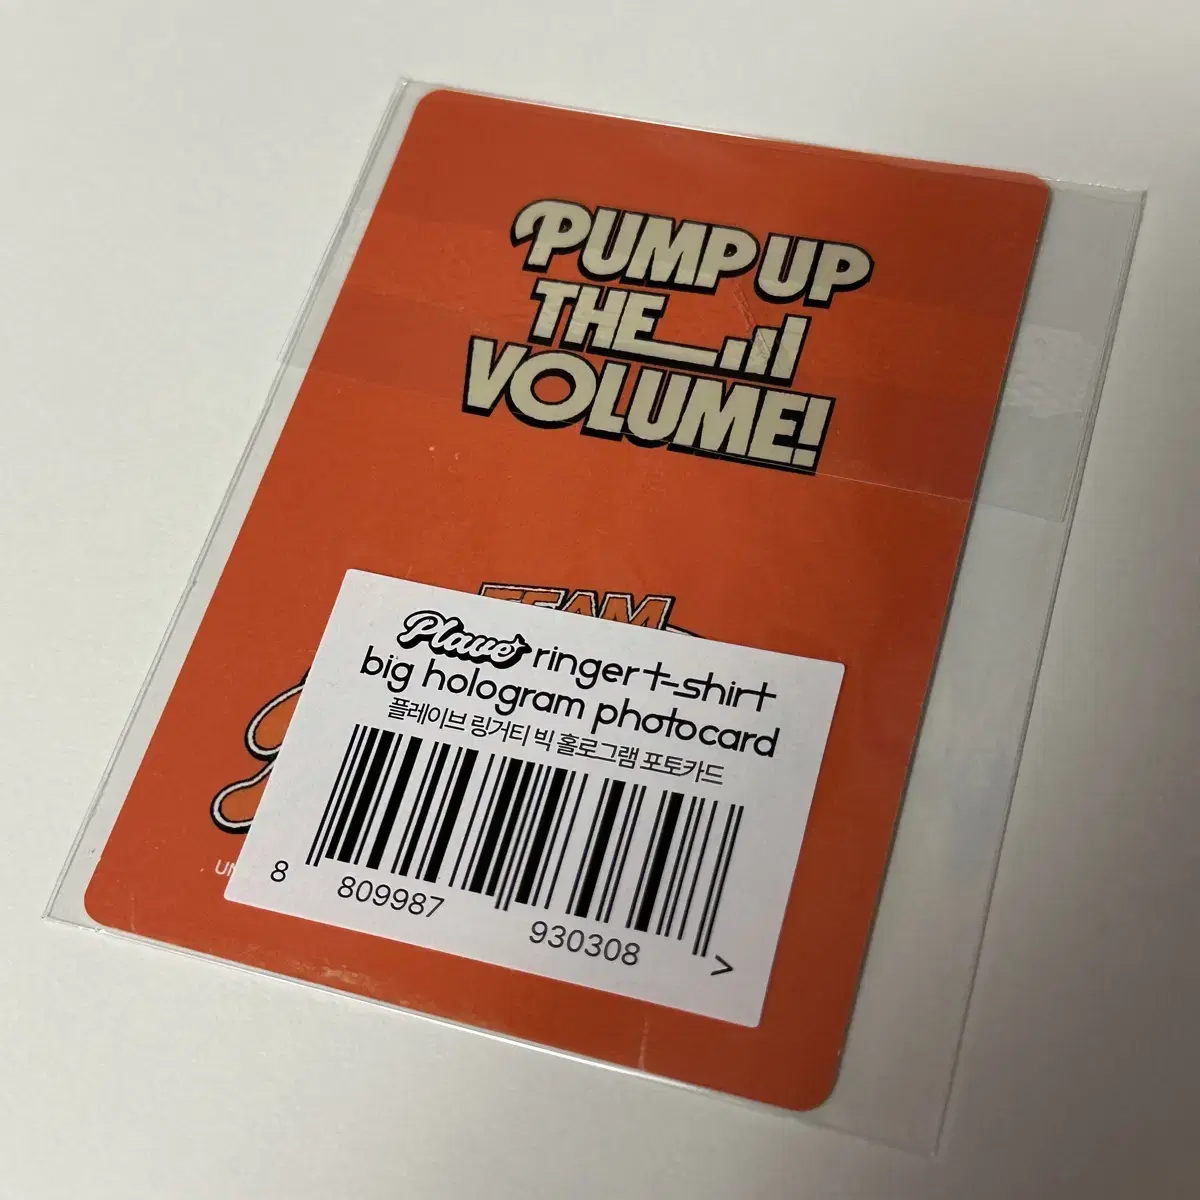 PUMP UP
THE
VOLUME!
TEAM
Plave ringer t-shirt
big hologram photocard
플레이브 링거티 빅 홀로그램 포토카드
8 809987 930308 >